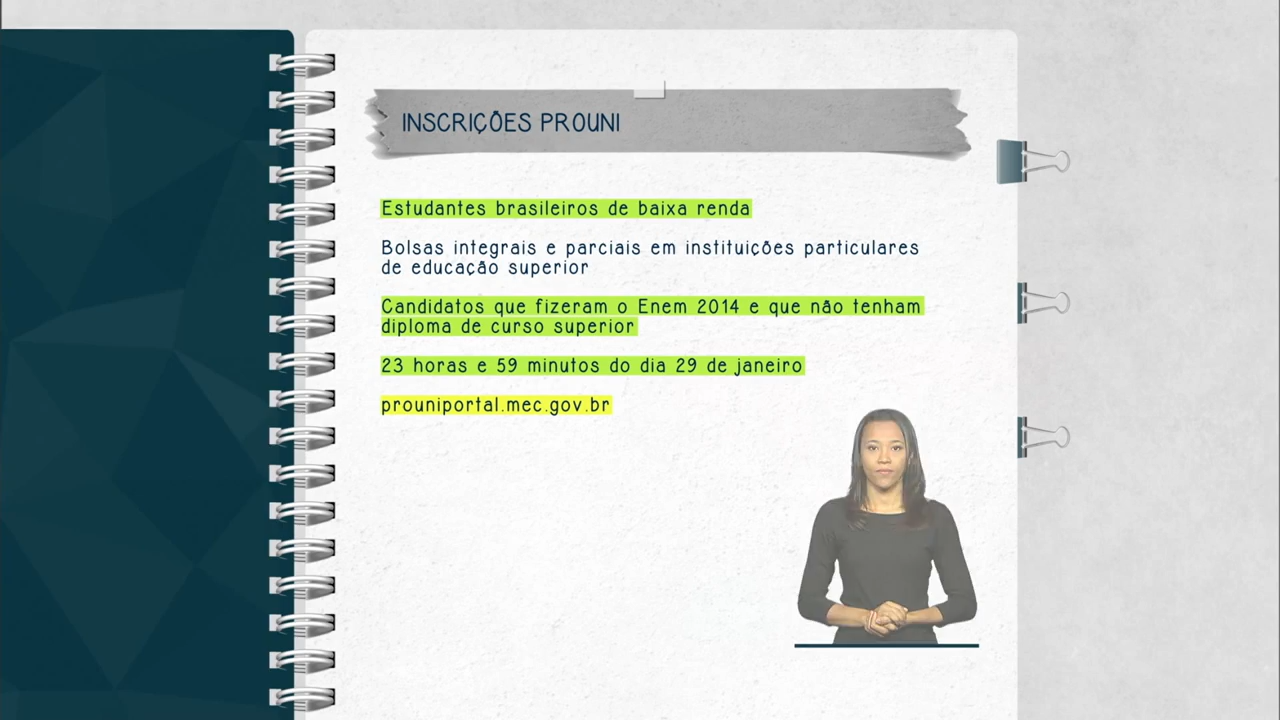 INSCRIÇÕES PROUNI
Estudantes brasileiros de baixa renda
Bolsas integrais e parciais em instituições particulares
de educação superior
Candidatos que fizeram o Enem 2014 e que não tenham
diploma de curso superior
23 horas e 59 minutos do dia 29 de janeiro
prouniportal.mec.gov.br